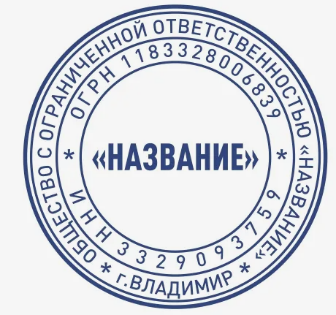 ОБЩЕСТВО С ОГРАНИЧЕННОЙ ОТВЕТСТВЕННОСТЬЮ «НАЗВАНИЕ»
* г.ВЛАДИМИР *
ОГРН 1183328006839
* «НАЗВАНИЕ» *
ИНН 3329093759